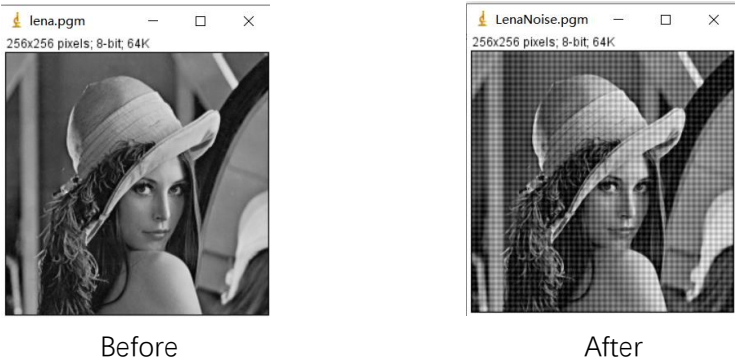 lena.pgm
256x256 pixels; 8-bit; 64K
LenaNoise.pgm
256x256 pixels; 8-bit; 64K
Before
After